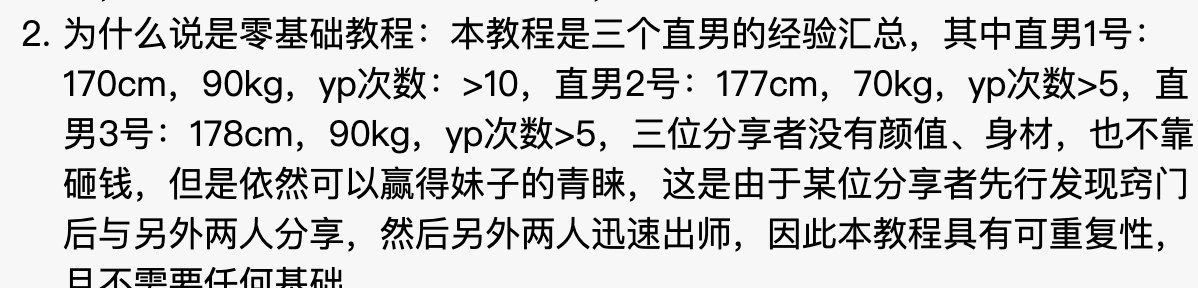 2. 为什么说是零基础教程：本教程是三个直男的经验汇总，其中直男1号：
170cm，90kg，yp次数：>10，直男2号：177cm，70kg，yp次数>5，直
男3号：178cm，90kg，yp次数>5，三位分享者没有颜值、身材，也不靠
砸钱，但是依然可以赢得妹子的青睐，这是由于某位分享者先行发现窍门
后与另外两人分享，然后另外两人迅速出师，因此本教程具有可重复性，
且不需要任何基础